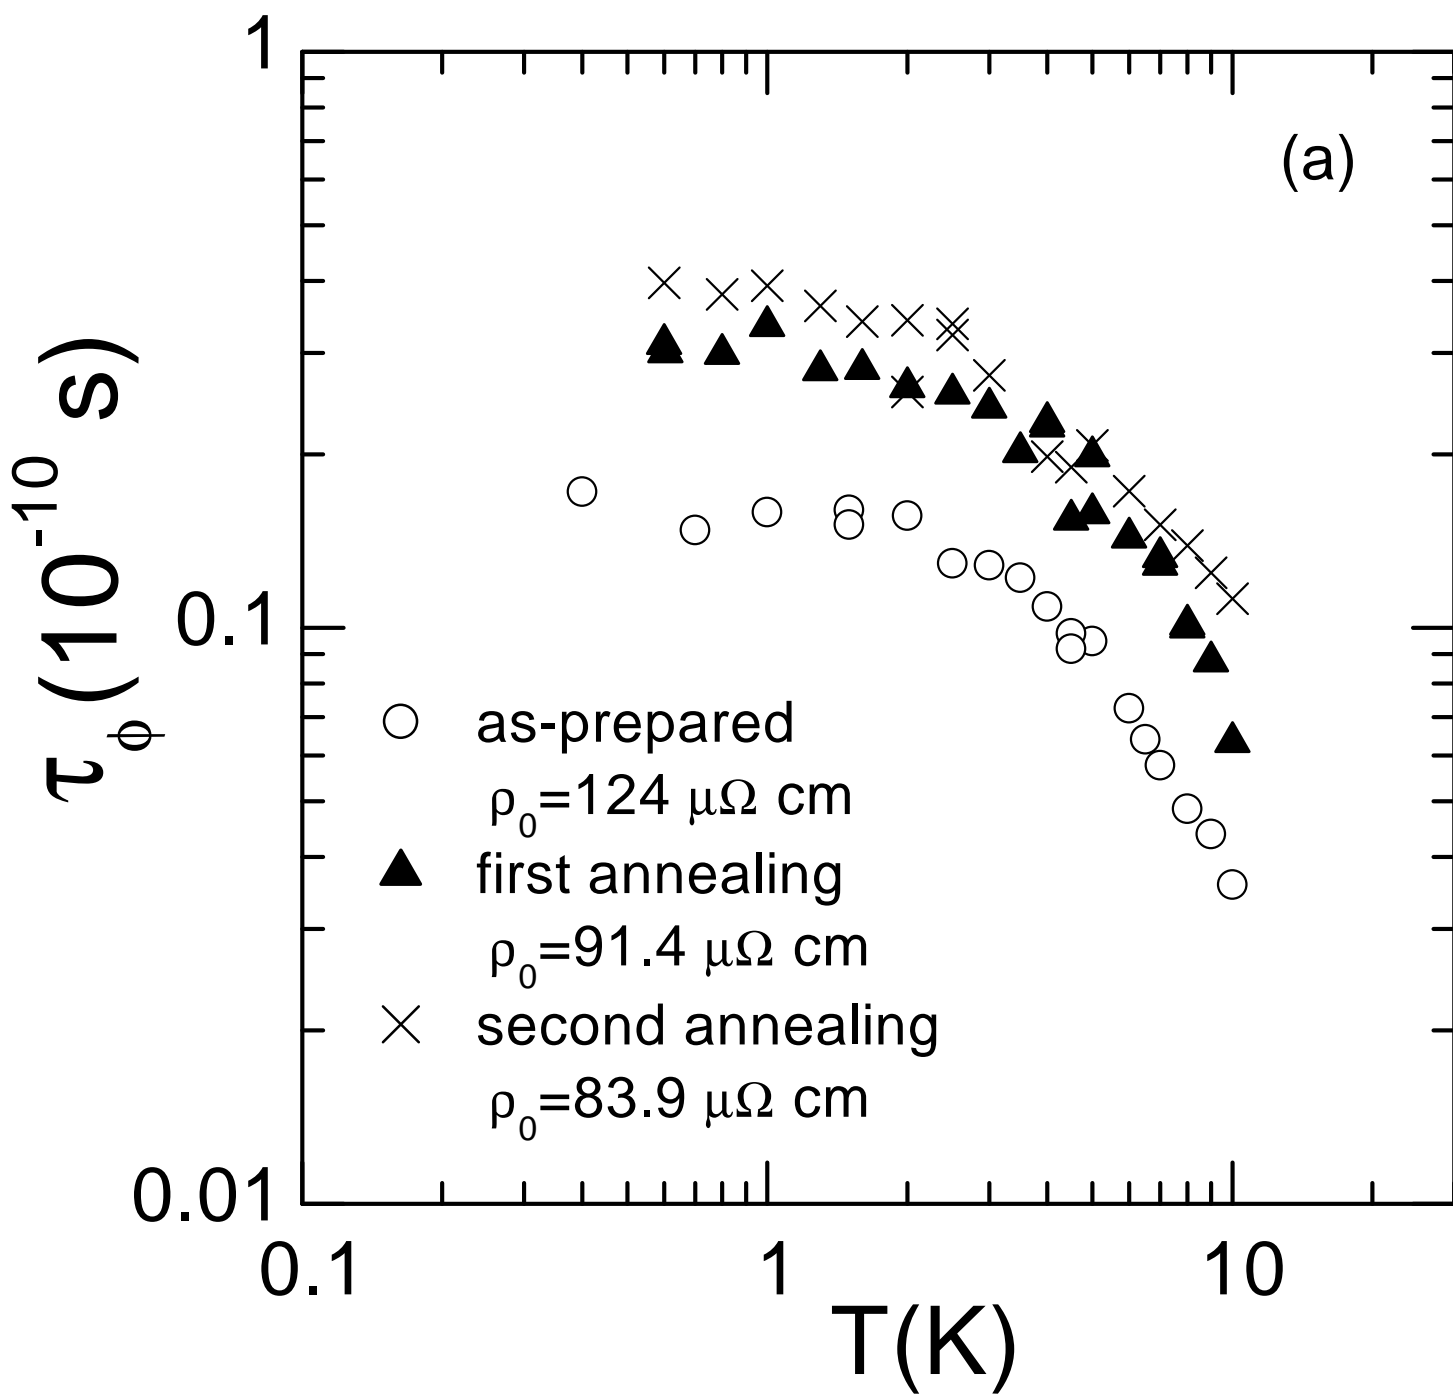 1
(a)
0.1
0.01
τφ (10⁻¹⁰ s)
as-prepared
ρ₀=124 μΩ cm
first annealing
ρ₀=91.4 μΩ cm
second annealing
ρ₀=83.9 μΩ cm
0.1 1 10
T(K)